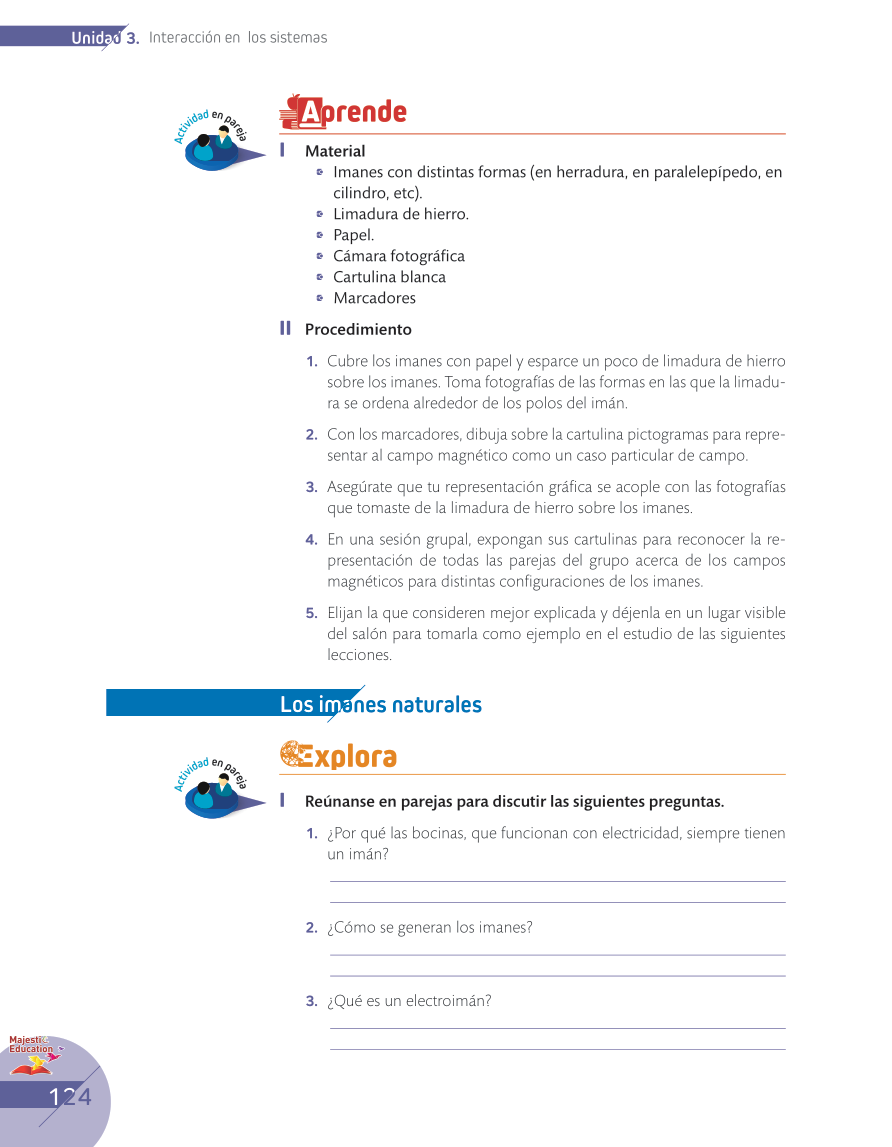 Unidad 3. Interacción en los sistemas
Actividad en pareja
Aprende
I Material
Imanes con distintas formas (en herradura, en paralelepípedo, en
cilindro, etc).
Limadura de hierro.
Papel.
Cámara fotográfica
Cartulina blanca
Marcadores
II Procedimiento
1. Cubre los imanes con papel y esparce un poco de limadura de hierro
sobre los imanes. Toma fotografías de las formas en las que la limadu-
ra se ordena alrededor de los polos del imán.
2. Con los marcadores, dibuja sobre la cartulina pictogramas para repre-
sentar al campo magnético como un caso particular de campo.
3. Asegúrate que tu representación gráfica se acople con las fotografías
que tomaste de la limadura de hierro sobre los imanes.
4. En una sesión grupal, expongan sus cartulinas para reconocer la re-
presentación de todas las parejas del grupo acerca de los campos
magnéticos para distintas configuraciones de los imanes.
5. Elijan la que consideren mejor explicada y déjenla en un lugar visible
del salón para tomarla como ejemplo en el estudio de las siguientes
lecciones.
Los imanes naturales
Actividad en pareja
Explora
I Reúnanse en parejas para discutir las siguientes preguntas.
1. ¿Por qué las bocinas, que funcionan con electricidad, siempre tienen
un imán?
2. ¿Cómo se generan los imanes?
3. ¿Qué es un electroimán?
Majestic
Education
124